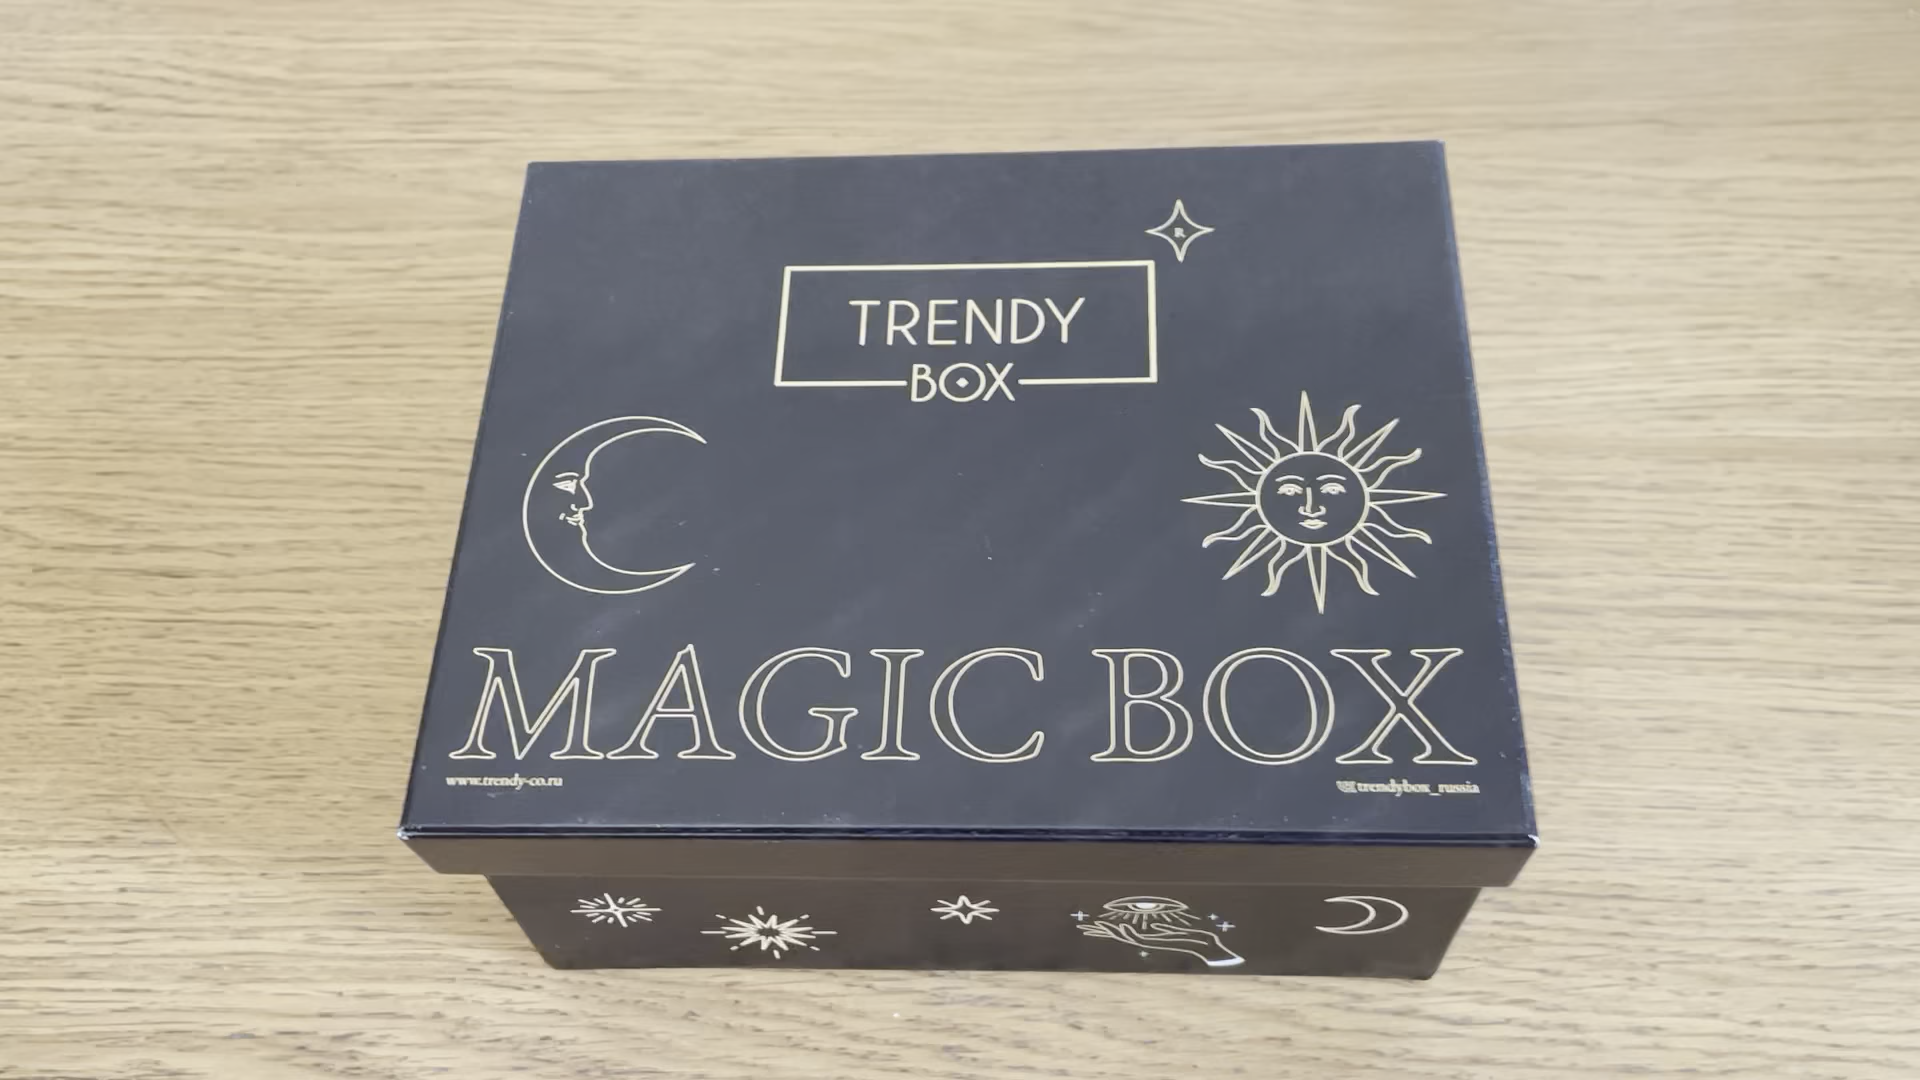 R
TRENDY
BOX
MAGIC BOX
www.trendy-co.ru
trendybox_russia